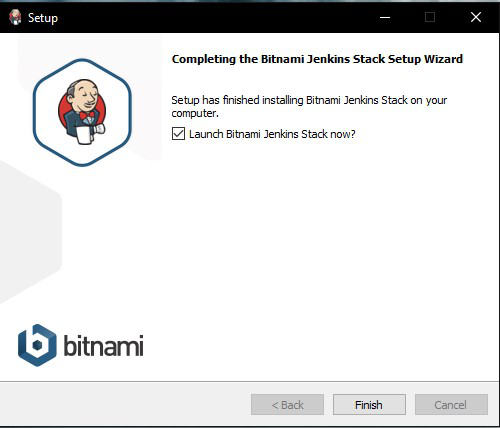 Setup
Completing the Bitnami Jenkins Stack Setup Wizard
Setup has finished installing Bitnami Jenkins Stack on your
computer.
Launch Bitnami Jenkins Stack now?
bitnami
< Back
Finish
Cancel